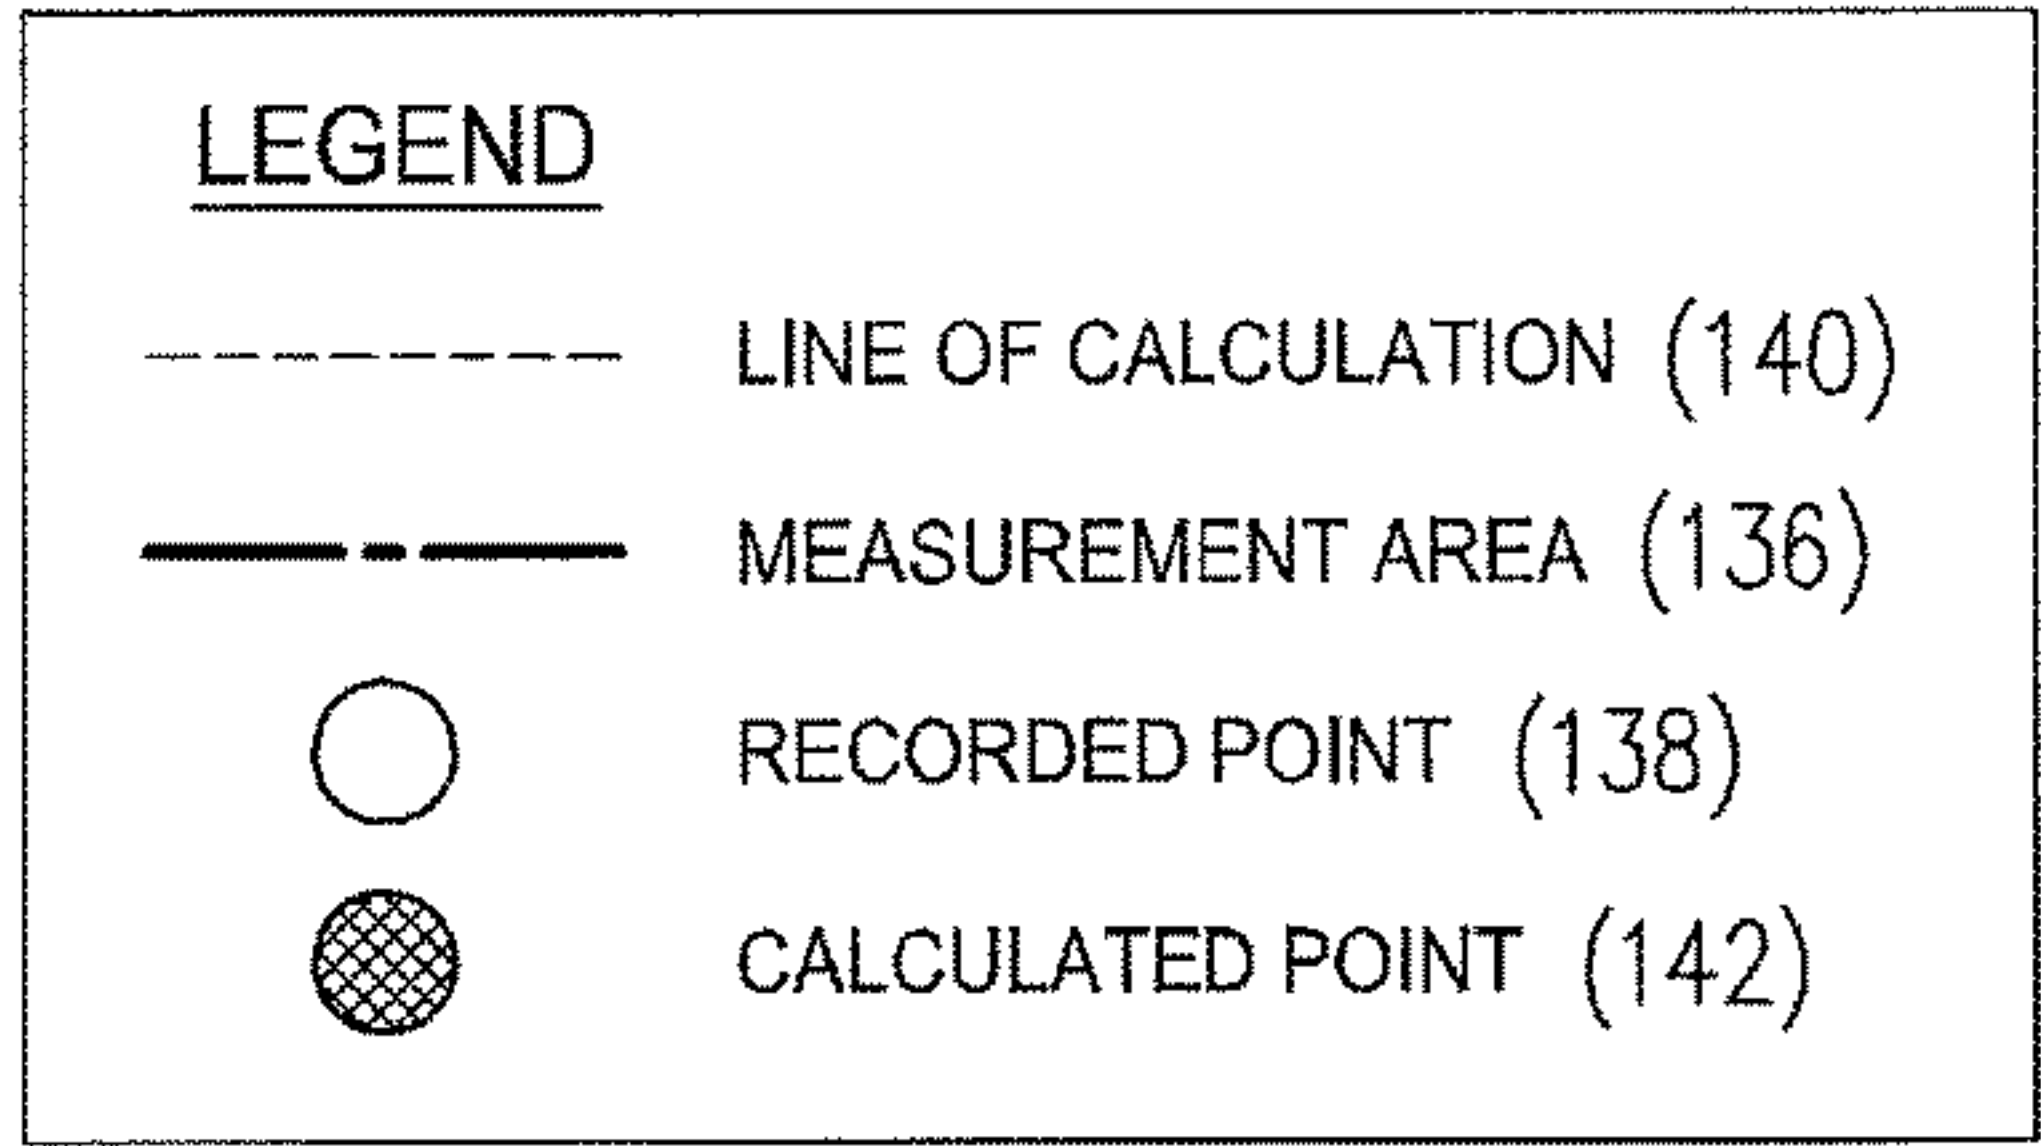 LEGEND
LINE OF CALCULATION (140)
MEASUREMENT AREA (136)
RECORDED POINT (138)
CALCULATED POINT (142)